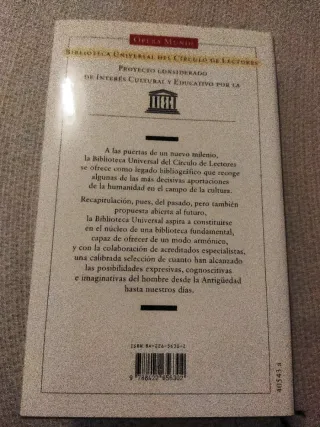 OPERA MUNDI
BIBLIOTECA UNIVERSAL DEL CÍRCULO DE LECTORES
PROYECTO CONSIDERADO
DE INTERÉS CULTURAL Y EDUCATIVO POR LA
A las puertas de un nuevo milenio,
la Biblioteca Universal del Círculo de Lectores
se ofrece como legado bibliográfico que recoge
algunas de las más decisivas aportaciones
de la humanidad en el campo de la cultura.
Recapitulación, pues, del pasado, pero también
propuesta abierta al futuro,
la Biblioteca Universal aspira a constituirse
en el núcleo de una biblioteca fundamental,
capaz de ofrecer de un modo armónico,
y con la colaboración de acreditados especialistas,
una calibrada selección de cuanto han alcanzado
las posibilidades expresivas, cognoscitivas
e imaginativas del hombre desde la Antigüedad
hasta nuestros días.
40543